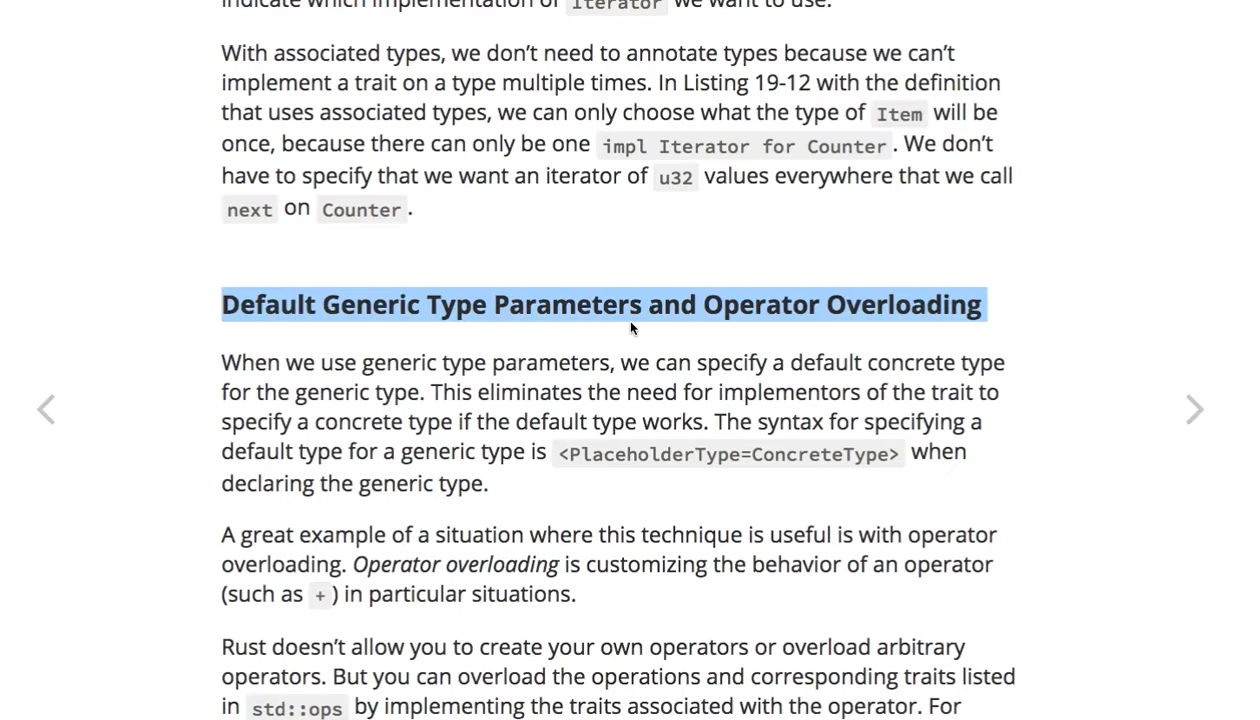 indicate which implementation of Iterator we want to use.
With associated types, we don’t need to annotate types because we can’t
implement a trait on a type multiple times. In Listing 19-12 with the definition
that uses associated types, we can only choose what the type of Item will be
once, because there can only be one impl Iterator for Counter. We don’t
have to specify that we want an iterator of u32 values everywhere that we call
next on Counter.
Default Generic Type Parameters and Operator Overloading
When we use generic type parameters, we can specify a default concrete type
for the generic type. This eliminates the need for implementors of the trait to
specify a concrete type if the default type works. The syntax for specifying a
default type for a generic type is <PlaceholderType=ConcreteType> when
declaring the generic type.
A great example of a situation where this technique is useful is with operator
overloading. Operator overloading is customizing the behavior of an operator
(such as +) in particular situations.
Rust doesn’t allow you to create your own operators or overload arbitrary
operators. But you can overload the operations and corresponding traits listed
in std::ops by implementing the traits associated with the operator. For